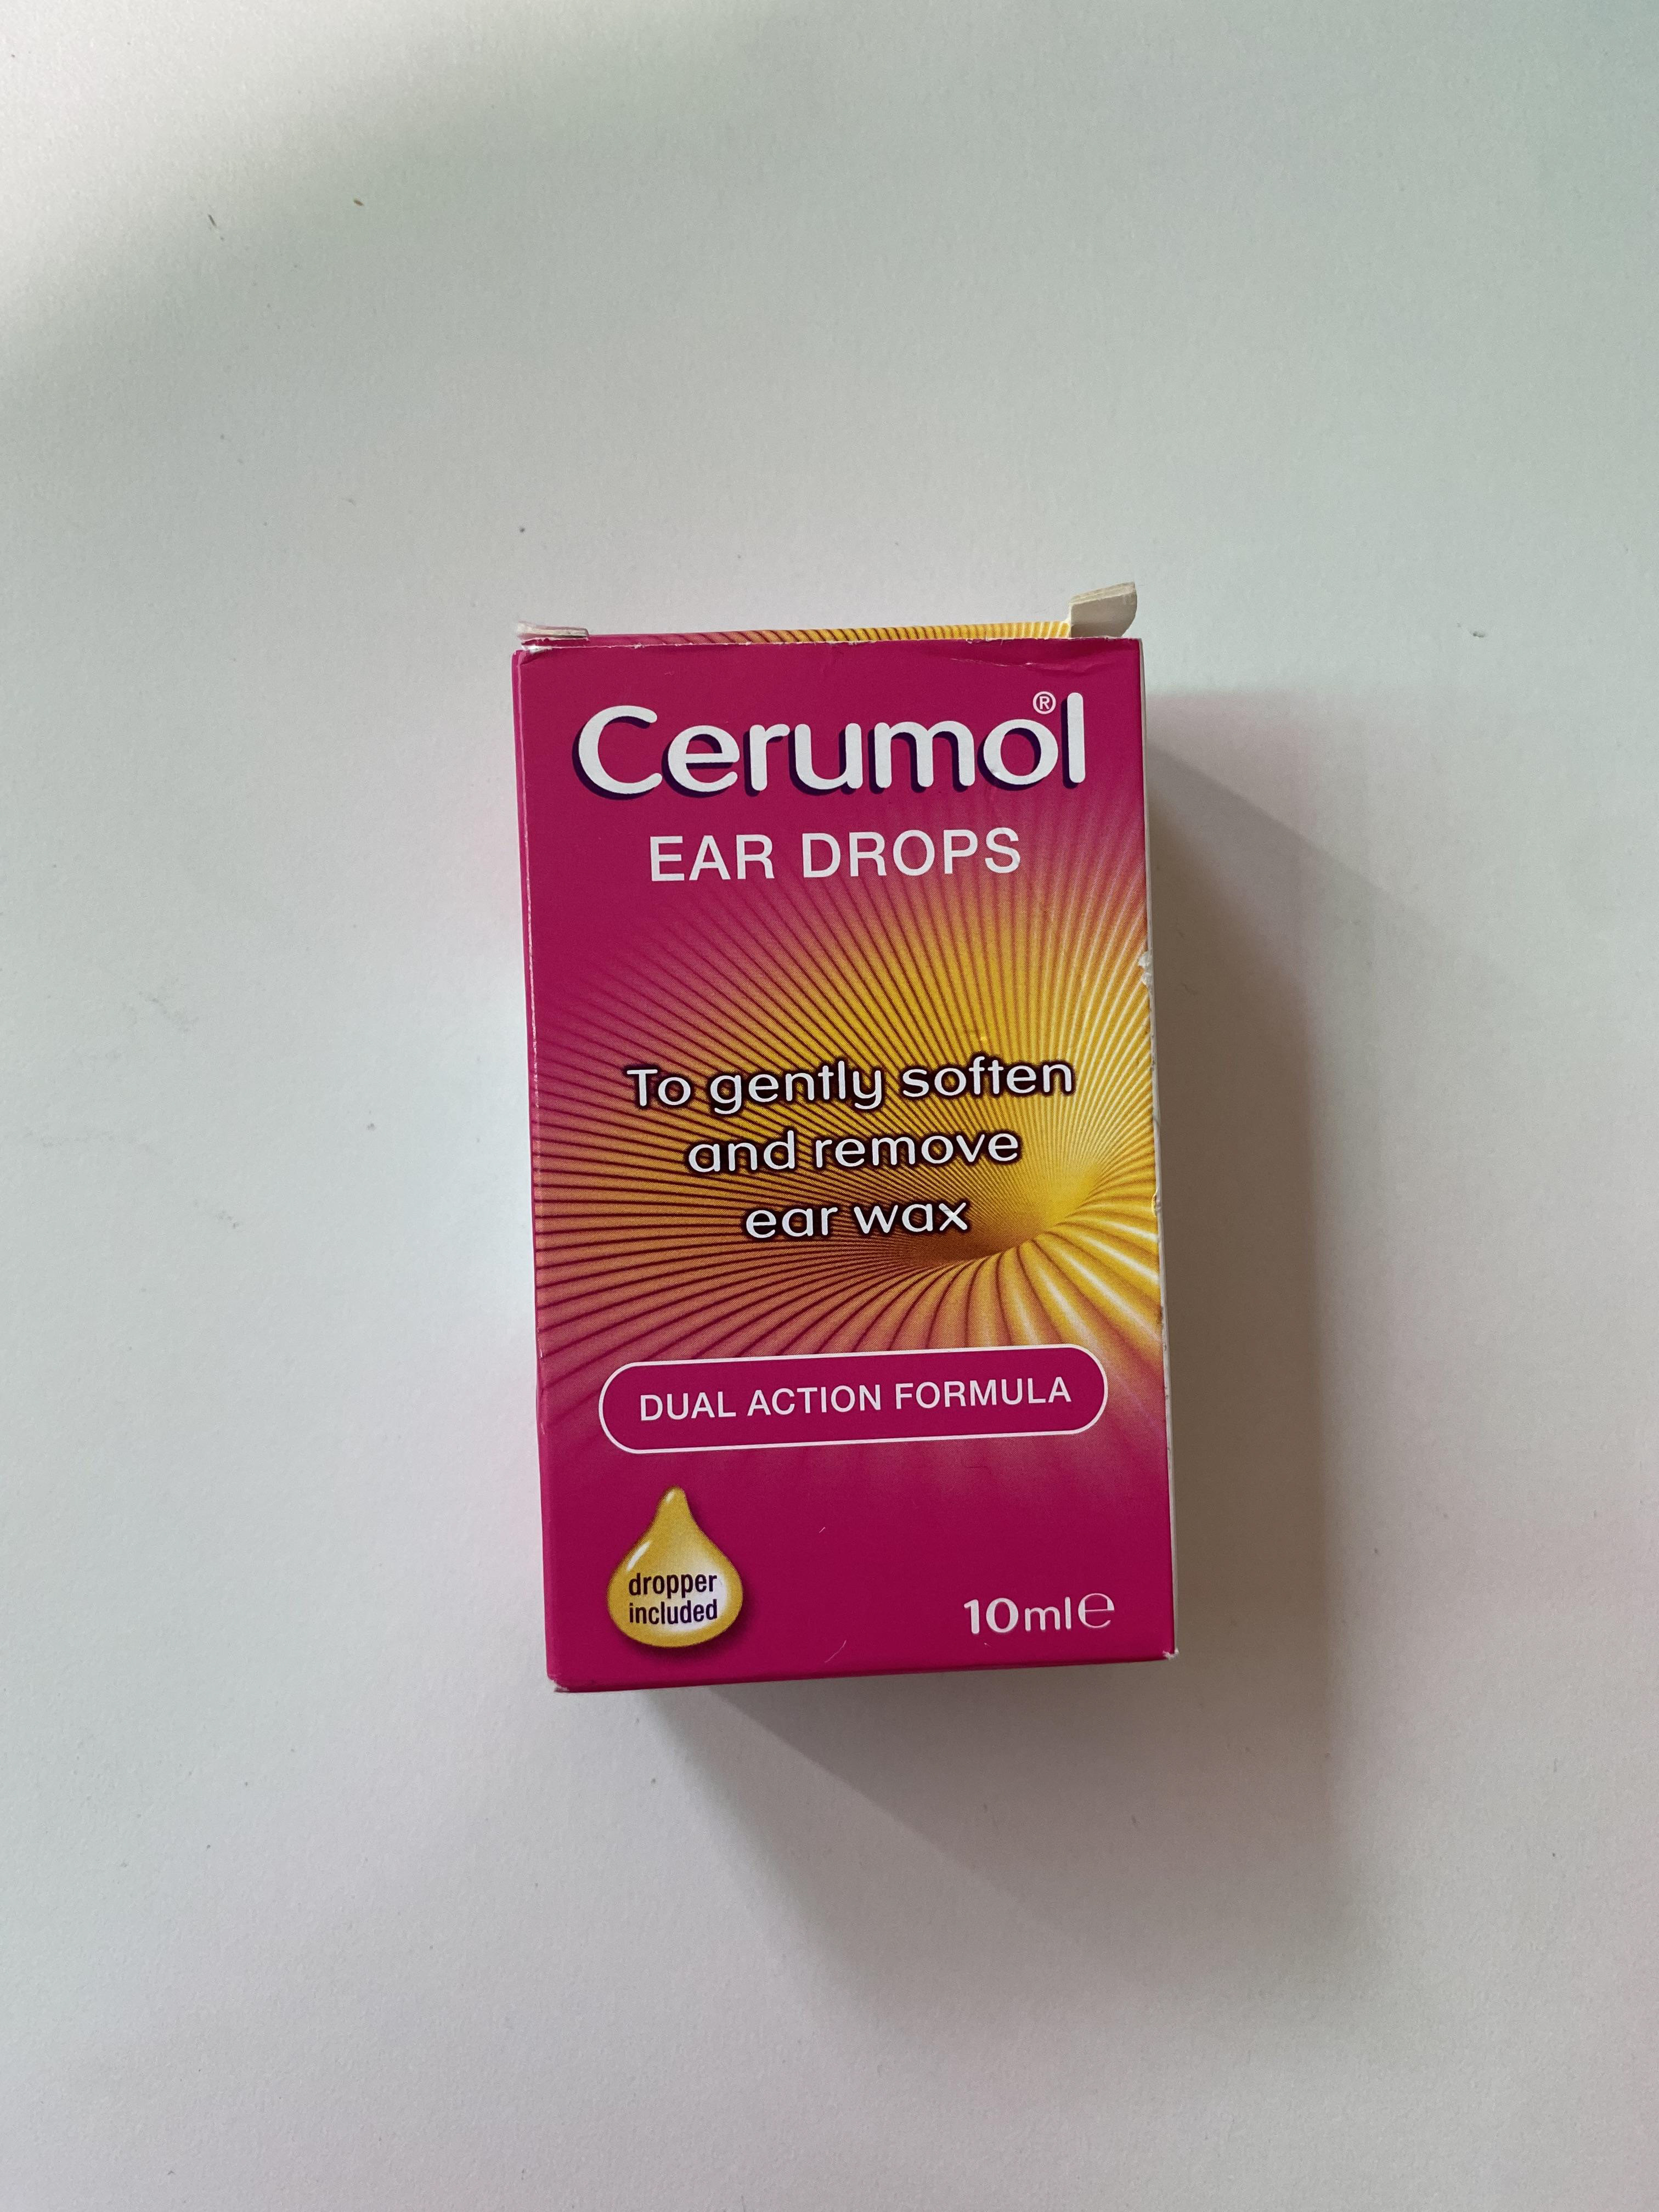 Cerumol®
EAR DROPS
To gently soften
and remove
ear wax
DUAL ACTION FORMULA
dropper
included
10ml℮